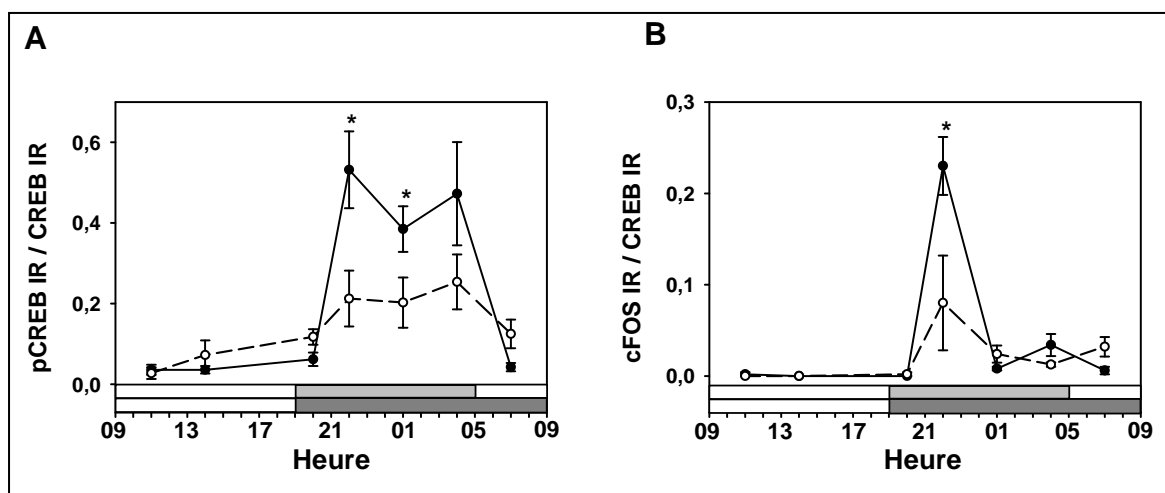 A
pCREB IR / CREB IR
0,6
0,4
0,2
0,0
*
*
09 13 17 21 01 05 09
Heure
B
cFOS IR / CREB IR
0,3
0,2
0,1
0,0
*
09 13 17 21 01 05 09
Heure